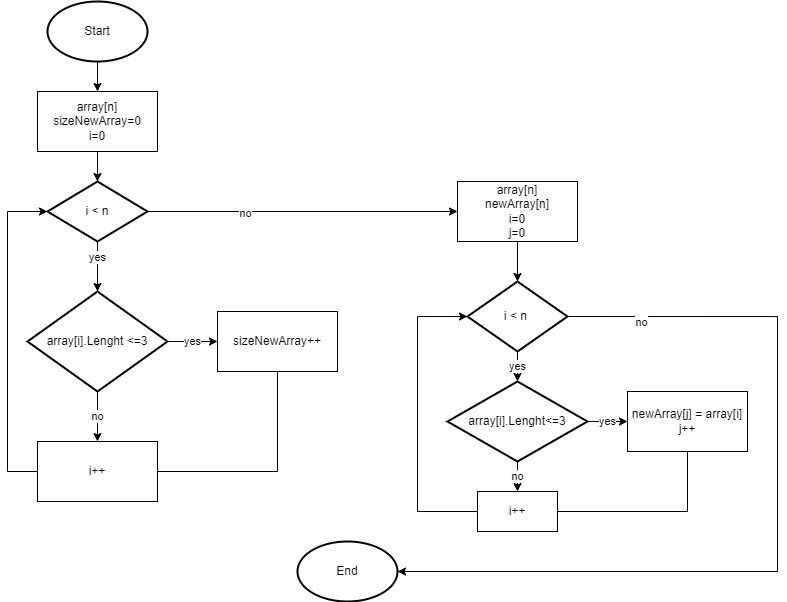 Start
array[n]
sizeNewArray=0
i=0
i < n
no
yes
array[i].Lenght <=3
yes
sizeNewArray++
no
i++
array[n]
newArray[n]
i=0
j=0
i < n
no
yes
array[i].Lenght<=3
yes
newArray[j] = array[i]
j++
no
i++
End